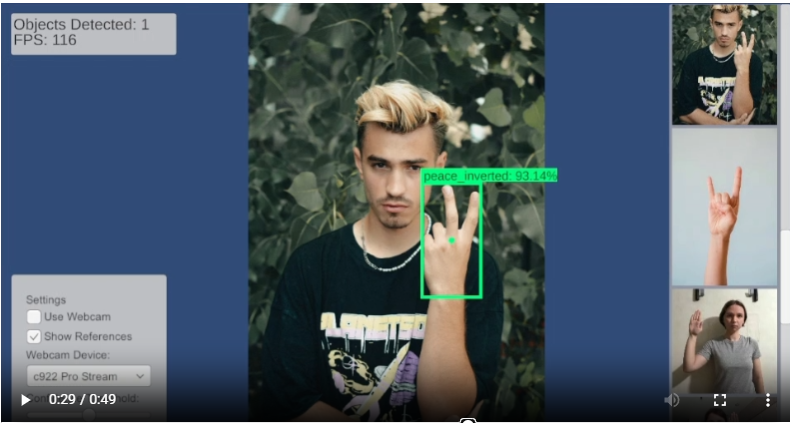 Objects Detected: 1
FPS: 116
peace_inverted: 93.14%
Settings
Use Webcam
Show References
Webcam Device:
c922 Pro Stream
0:29 / 0:49